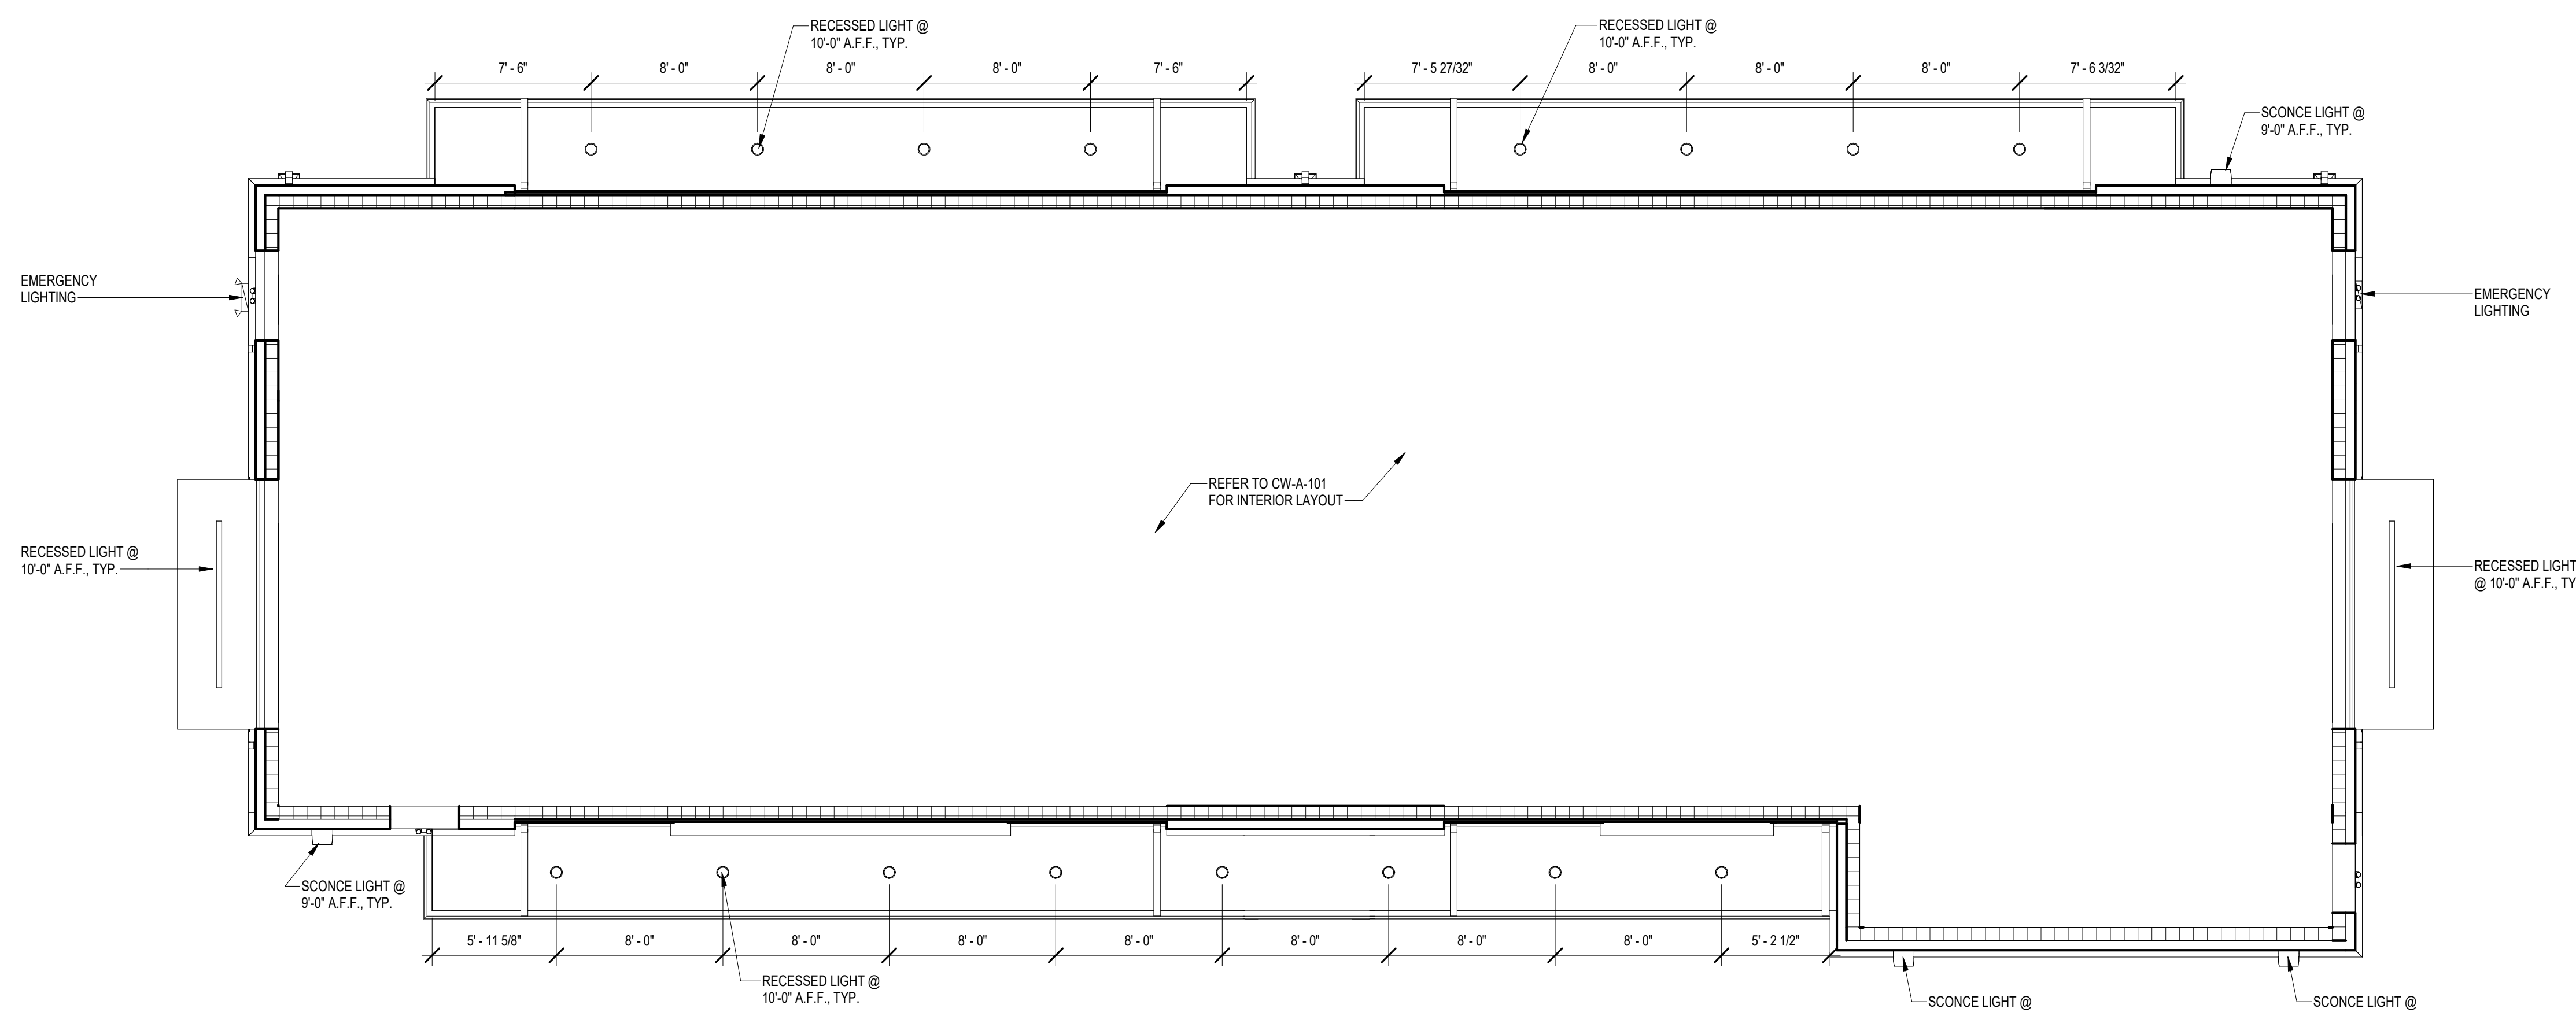 RECESSED LIGHT @
10'-0" A.F.F., TYP.
RECESSED LIGHT @
10'-0" A.F.F., TYP.
7' - 6"
8' - 0"
8' - 0"
8' - 0"
7' - 6"
7' - 5 27/32"
8' - 0"
8' - 0"
8' - 0"
7' - 6 3/32"
SCONCE LIGHT @
9'-0" A.F.F., TYP.
EMERGENCY
LIGHTING
EMERGENCY
LIGHTING
REFER TO CW-A-101
FOR INTERIOR LAYOUT
RECESSED LIGHT @
10'-0" A.F.F., TYP.
RECESSED LIGHT
@ 10'-0" A.F.F., TY
SCONCE LIGHT @
9'-0" A.F.F., TYP.
5' - 11 5/8"
8' - 0"
8' - 0"
8' - 0"
8' - 0"
8' - 0"
8' - 0"
8' - 0"
5' - 2 1/2"
RECESSED LIGHT @
10'-0" A.F.F., TYP.
SCONCE LIGHT @
SCONCE LIGHT @